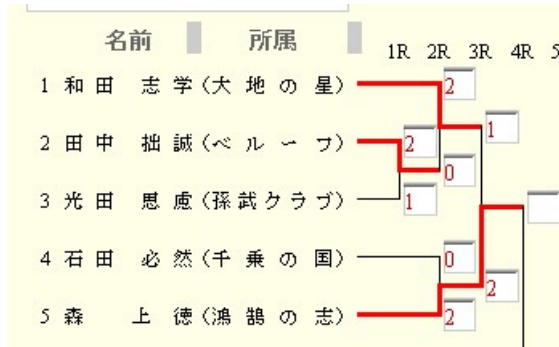 名前 所属 1R 2R 3R 4R 5
1 和田 志学(大地の星) 2
1
2 田中 拙誠(ベルーフ) 2
0
3 光田 思慮(孫武クラブ) 1
4 石田 必然(千乗の国) 0
2
5 森 上徳(鴻鵠の志) 2